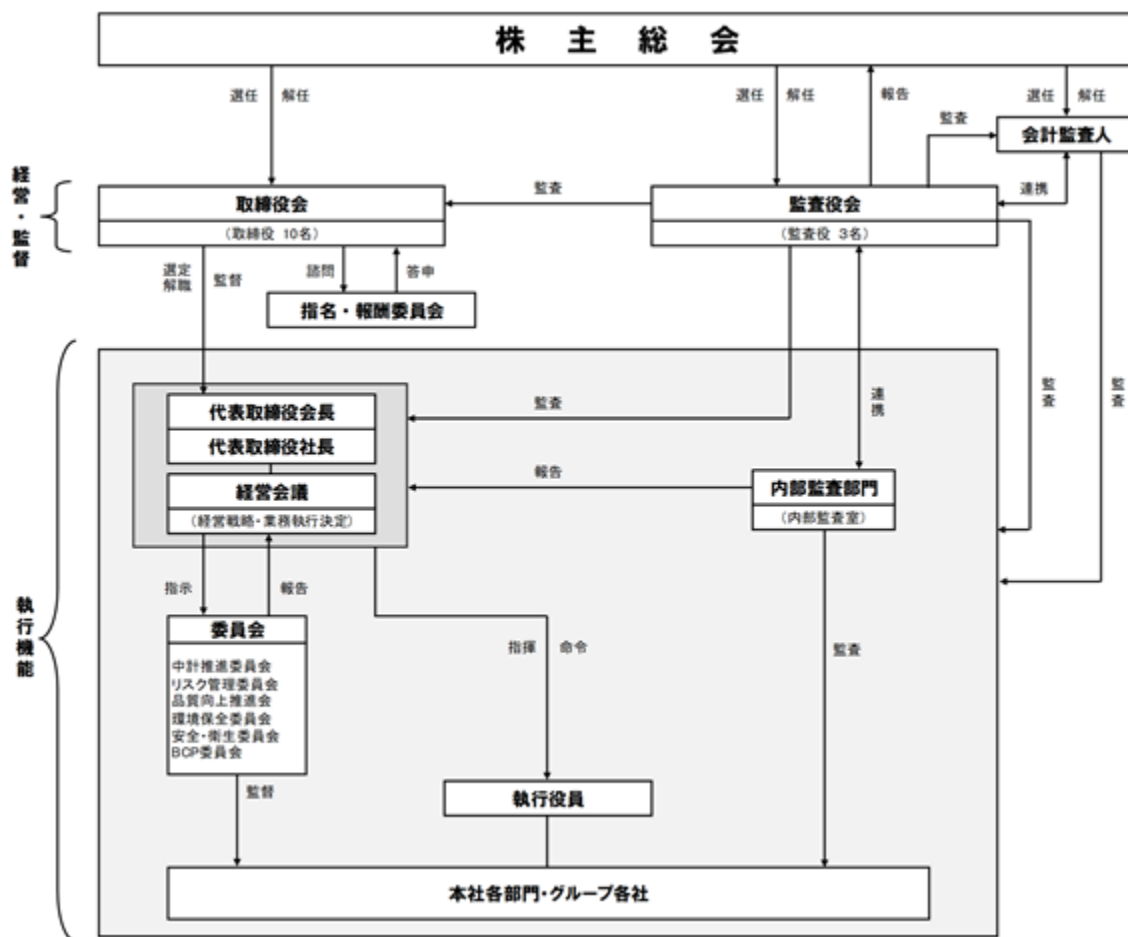 株主総会
選任 解任
選任 解任
報告
選任 解任
監査
会計監査人
経営・監督
取締役会
(取締役 10名)
監査
監査役会
(監査役 3名)
連携
選定
解職
監督
諮問
答申
指名・報酬委員会
執行機能
代表取締役会長
代表取締役社長
経営会議
(経営戦略・業務執行決定)
監査
連携
監査
監査
報告
内部監査部門
(内部監査室)
指示
報告
委員会
中計推進委員会
リスク管理委員会
品質向上推進会
環境保全委員会
安全・衛生委員会
BCP委員会
指揮 命令
監査
監督
執行役員
本社各部門・グループ各社